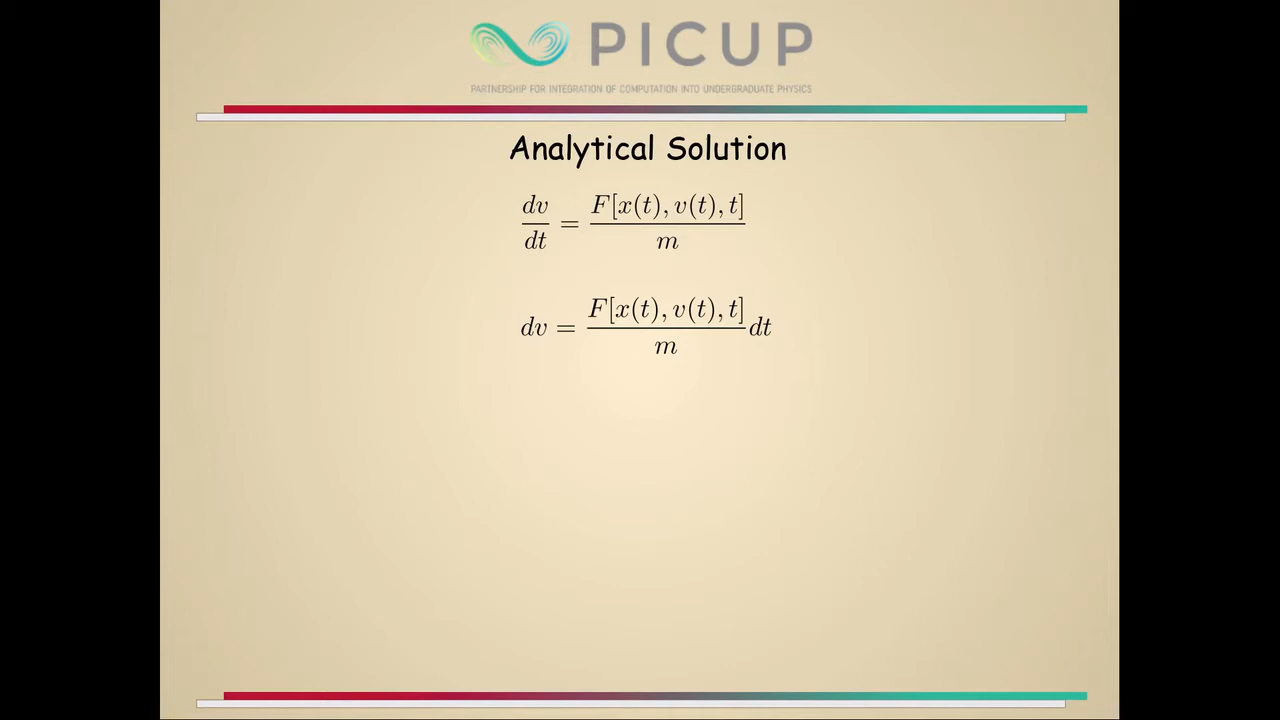 PICUP
PARTNERSHIP FOR INTEGRATION OF COMPUTATION INTO UNDERGRADUATE PHYSICS
Analytical Solution
dv/dt = F[x(t), v(t), t]/m
dv = F[x(t), v(t), t]/m dt